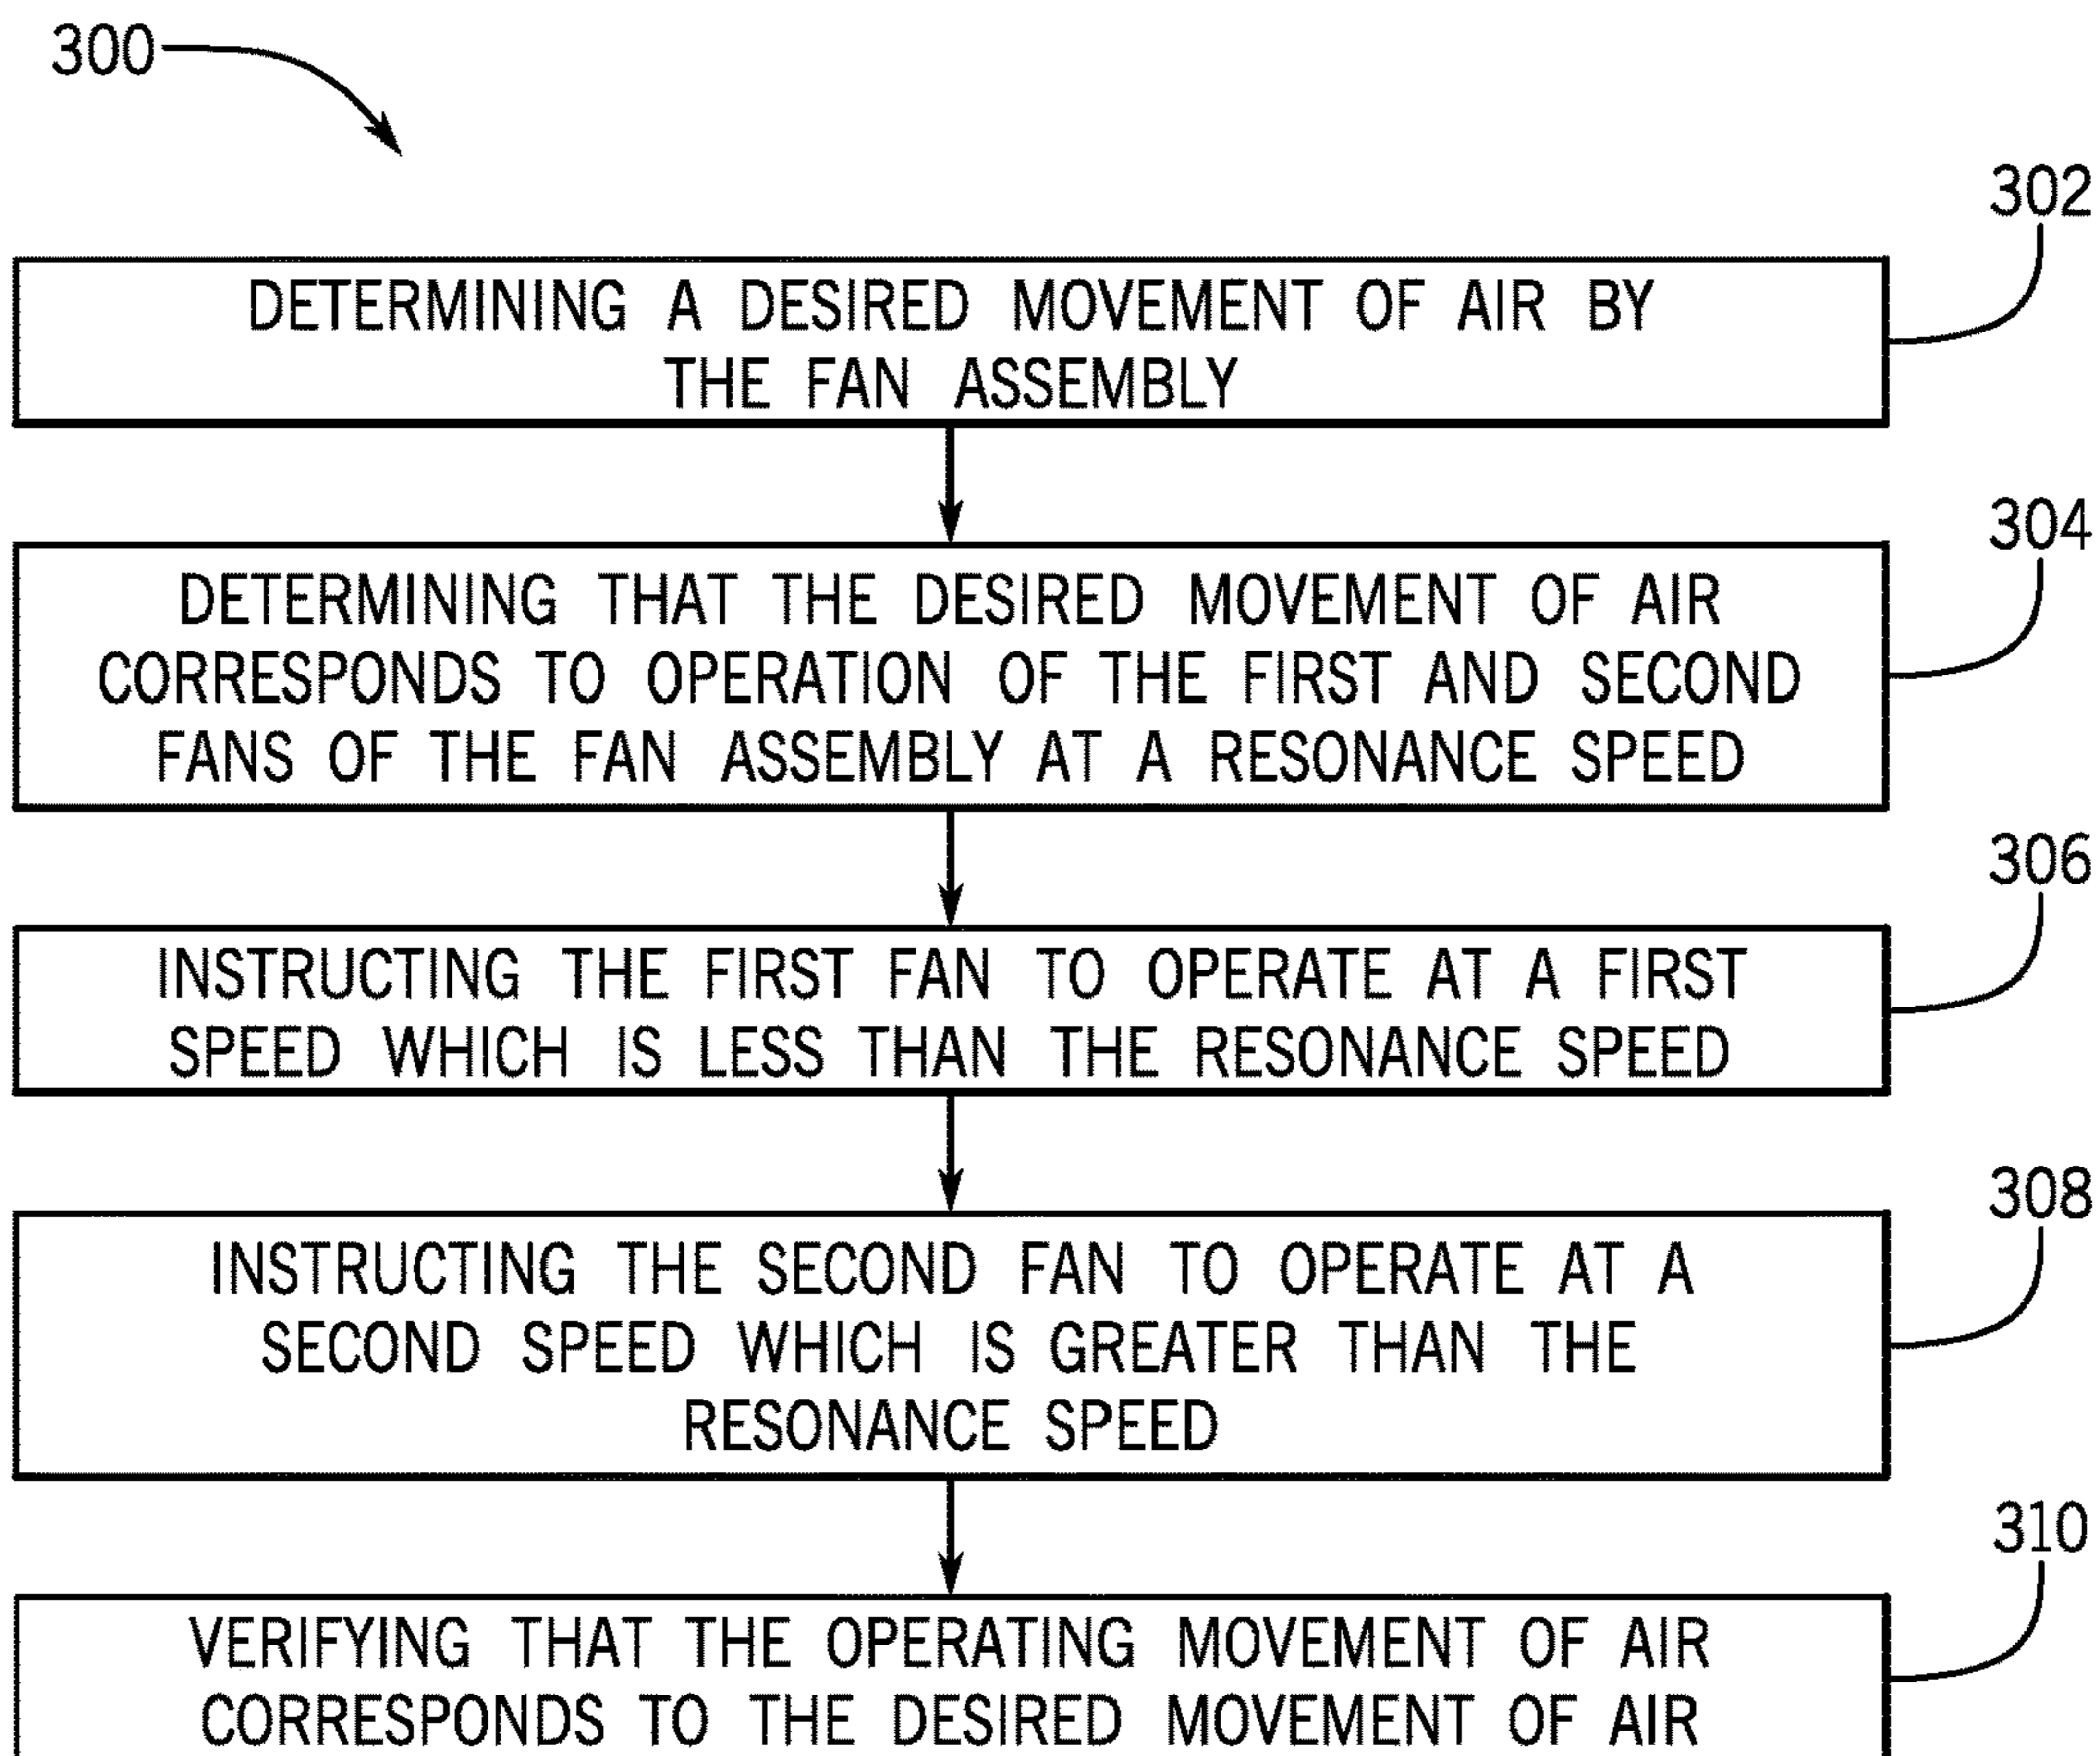 300
302
DETERMINING A DESIRED MOVEMENT OF AIR BY
THE FAN ASSEMBLY
304
DETERMINING THAT THE DESIRED MOVEMENT OF AIR
CORRESPONDS TO OPERATION OF THE FIRST AND SECOND
FANS OF THE FAN ASSEMBLY AT A RESONANCE SPEED
306
INSTRUCTING THE FIRST FAN TO OPERATE AT A FIRST
SPEED WHICH IS LESS THAN THE RESONANCE SPEED
308
INSTRUCTING THE SECOND FAN TO OPERATE AT A
SECOND SPEED WHICH IS GREATER THAN THE
RESONANCE SPEED
310
VERIFYING THAT THE OPERATING MOVEMENT OF AIR
CORRESPONDS TO THE DESIRED MOVEMENT OF AIR